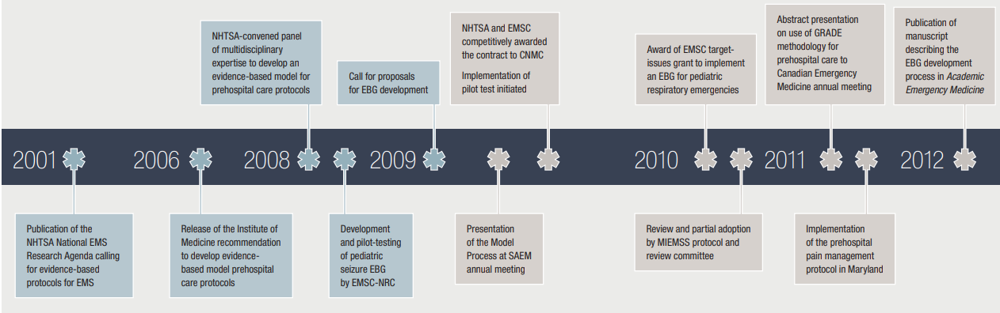 NHTSA-convened panel
of multidisciplinary
expertise to develop an
evidence-based model for
prehospital care protocols
Call for proposals
for EBG development
NHTSA and EMSC
competitively awarded
the contract to CNMC
Implementation of
pilot test initiated
Award of EMSC target-
issues grant to implement
an EBG for pediatric
respiratory emergencies
Abstract presentation
on use of GRADE
methodology for
prehospital care to
Canadian Emergency
Medicine annual meeting
Publication of
manuscript
describing the
EBG development
process in Academic
Emergency Medicine
2001 2006 2008 2009 2010 2011 2012
Publication of the
NHTSA National EMS
Research Agenda calling
for evidence-based
protocols for EMS
Release of the Institute of
Medicine recommendation
to develop evidence-
based model prehospital
care protocols
Development
and pilot-testing
of pediatric
seizure EBG
by EMSC-NRC
Presentation
of the Model
Process at SAEM
annual meeting
Review and partial adoption
by MIEMSS protocol and
review committee
Implementation
of the prehospital
pain management
protocol in Maryland